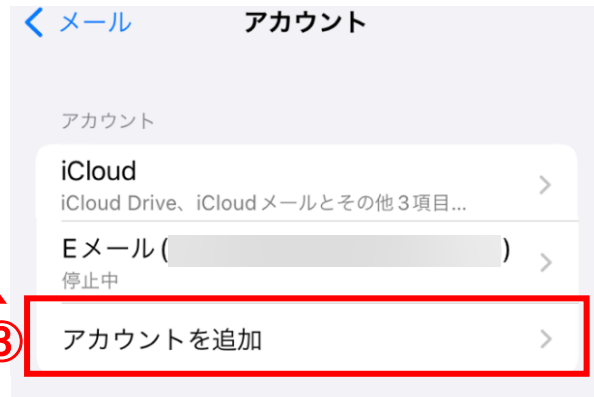 メール
アカウント
アカウント
iCloud
iCloud Drive、iCloudメールとその他3項目...
Eメール ( )
停止中
アカウントを追加